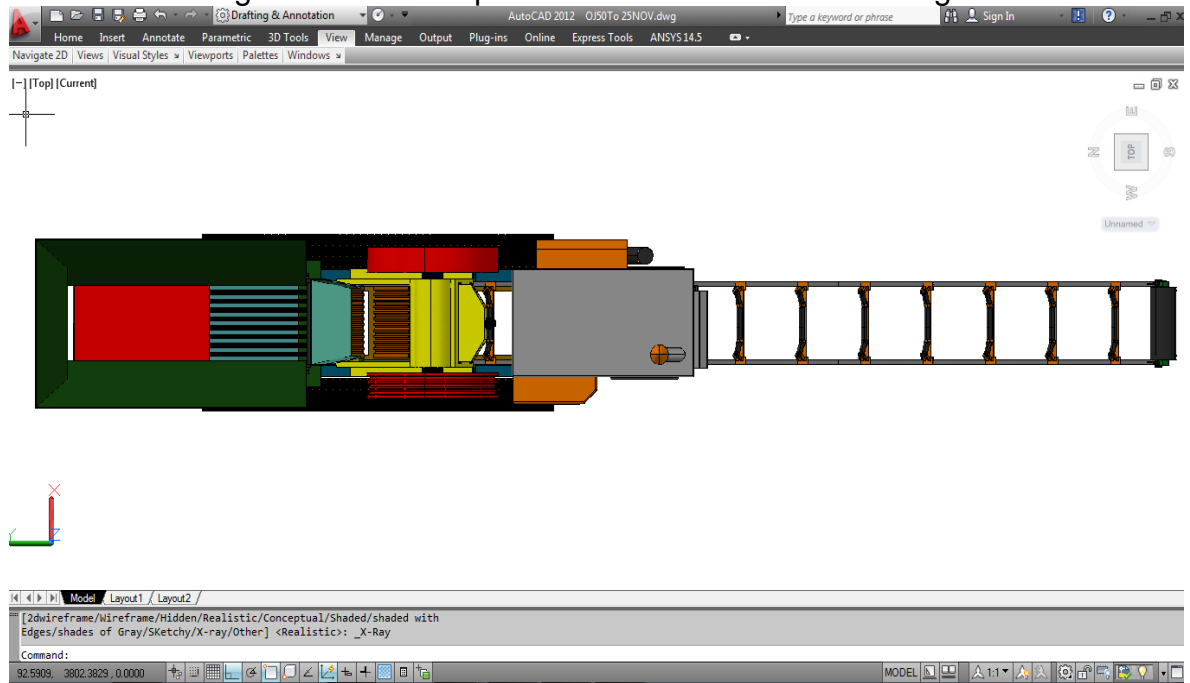 Drafting & Annotation
AutoCAD 2012 OJ50To 25NOV.dwg
Type a keyword or phrase
Sign In
Home Insert Annotate Parametric 3D Tools View Manage Output Plug-ins Online Express Tools ANSYS 14.5
Navigate 2D Views Visual Styles Viewports Palettes Windows
[-] [Top] [Current]
E
N TOP S
W
Unnamed
X
Y Z
Model Layout1 Layout2
[2dwireframe/Wireframe/Hidden/Realistic/Conceptual/Shaded/shaded with
Edges/shades of Gray/SKetchy/X-ray/Other] <Realistic>: _X-Ray
Command:
92.5909, 3802.3829 , 0.0000
MODEL
1:1